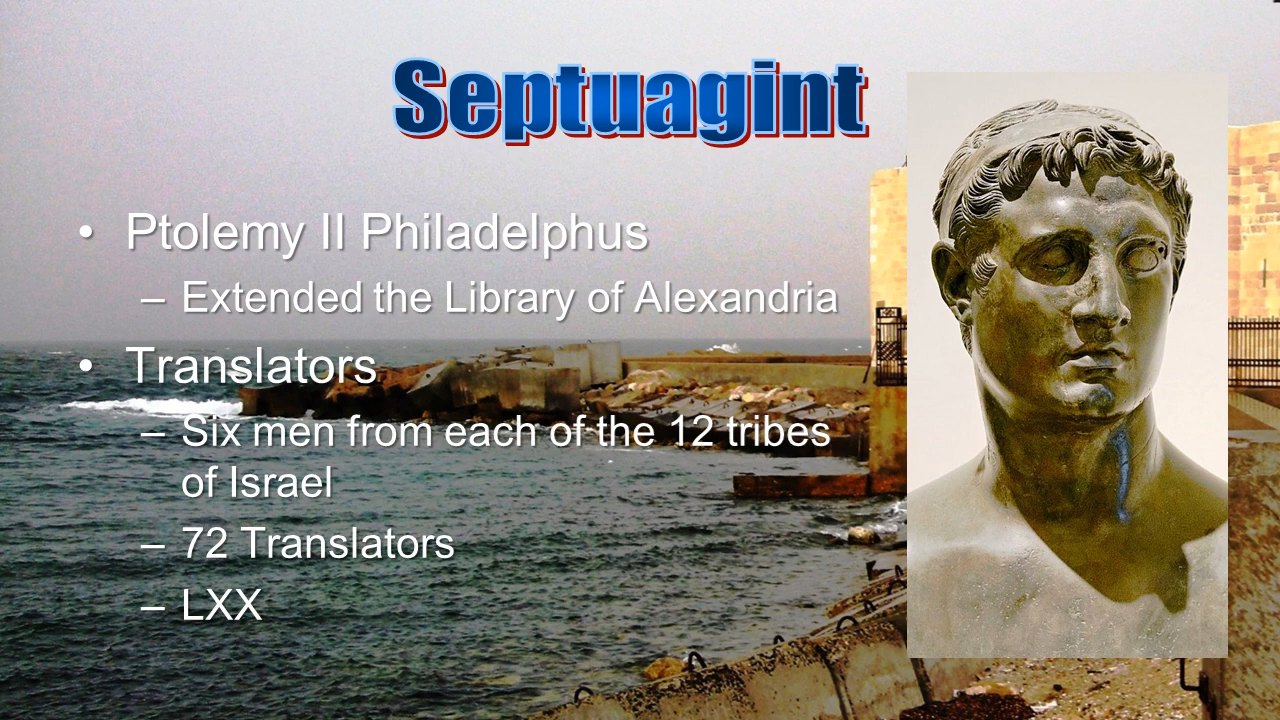 Septuagint
• Ptolemy II Philadelphus
– Extended the Library of Alexandria
• Translators
– Six men from each of the 12 tribes
of Israel
– 72 Translators
– LXX